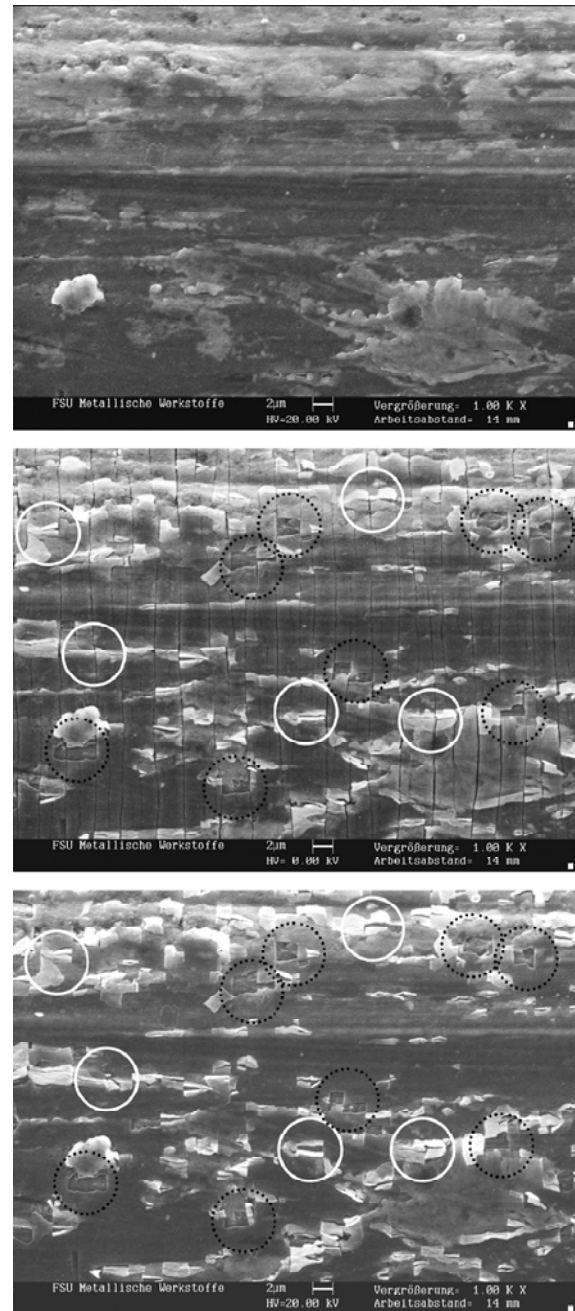 FSU Metallische Werkstoffe 2µm Vergrößerung= 1.00 K X
HV=20.00 kV Arbeitsabstand= 14 mm
FSU Metallische Werkstoffe 2µm Vergrößerung= 1.00 K X
HV= 0.00 kV Arbeitsabstand= 14 mm
FSU Metallische Werkstoffe 2µm Vergrößerung= 1.00 K X
HV=20.00 kV Arbeitsabstand= 14 mm